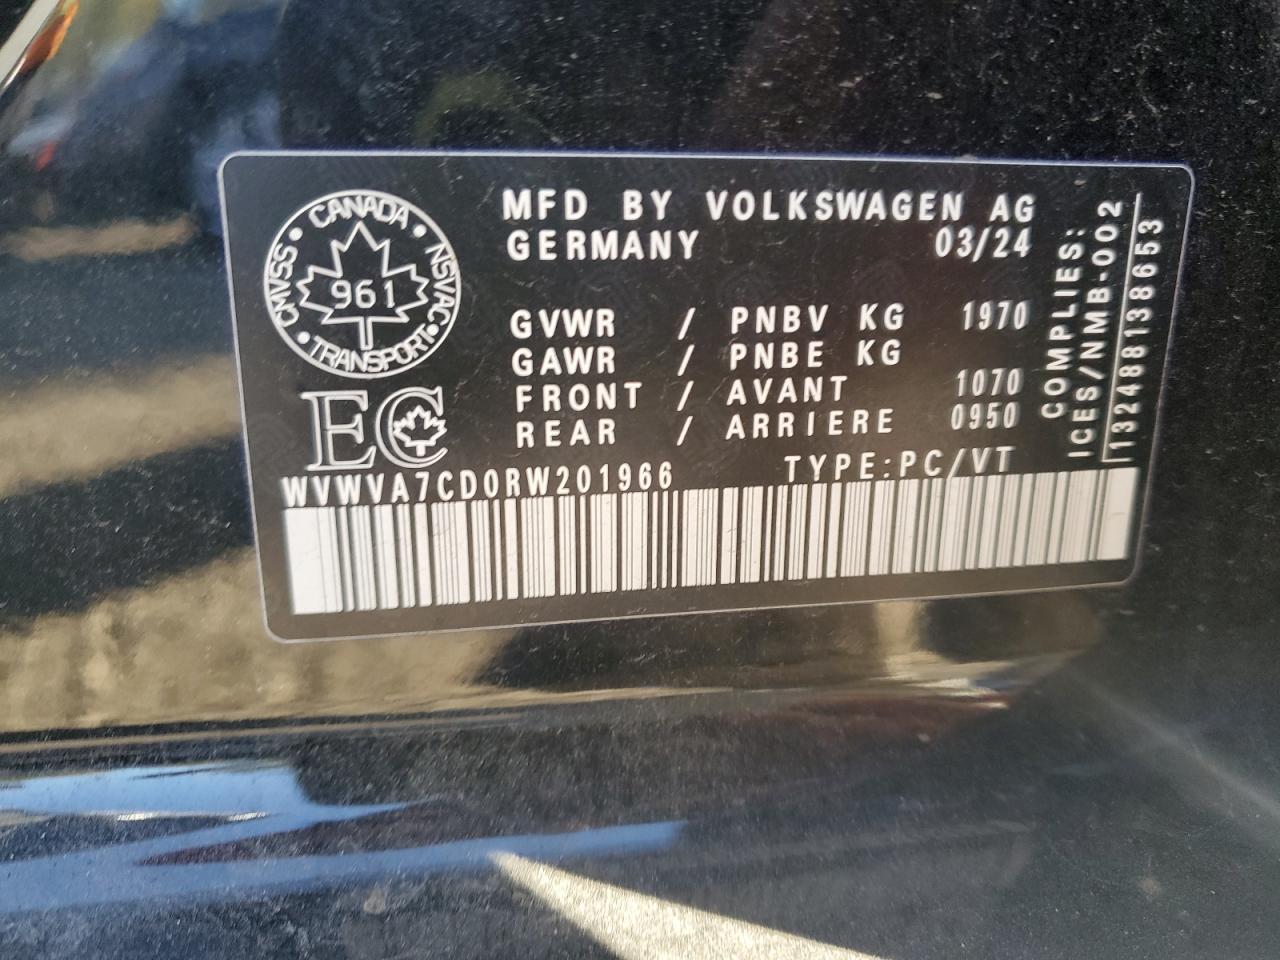 CANADA
CMVSS • NSVAC
961
• TRANSPORT •
EC
MFD BY VOLKSWAGEN AG
GERMANY 03/24
GVWR / PNBV KG 1970
GAWR / PNBE KG
FRONT / AVANT 1070
REAR / ARRIERE 0950
TYPE:PC/VT
WVWVA7CD0RW201966
COMPLIES:
ICES/NMB-002
132488138653